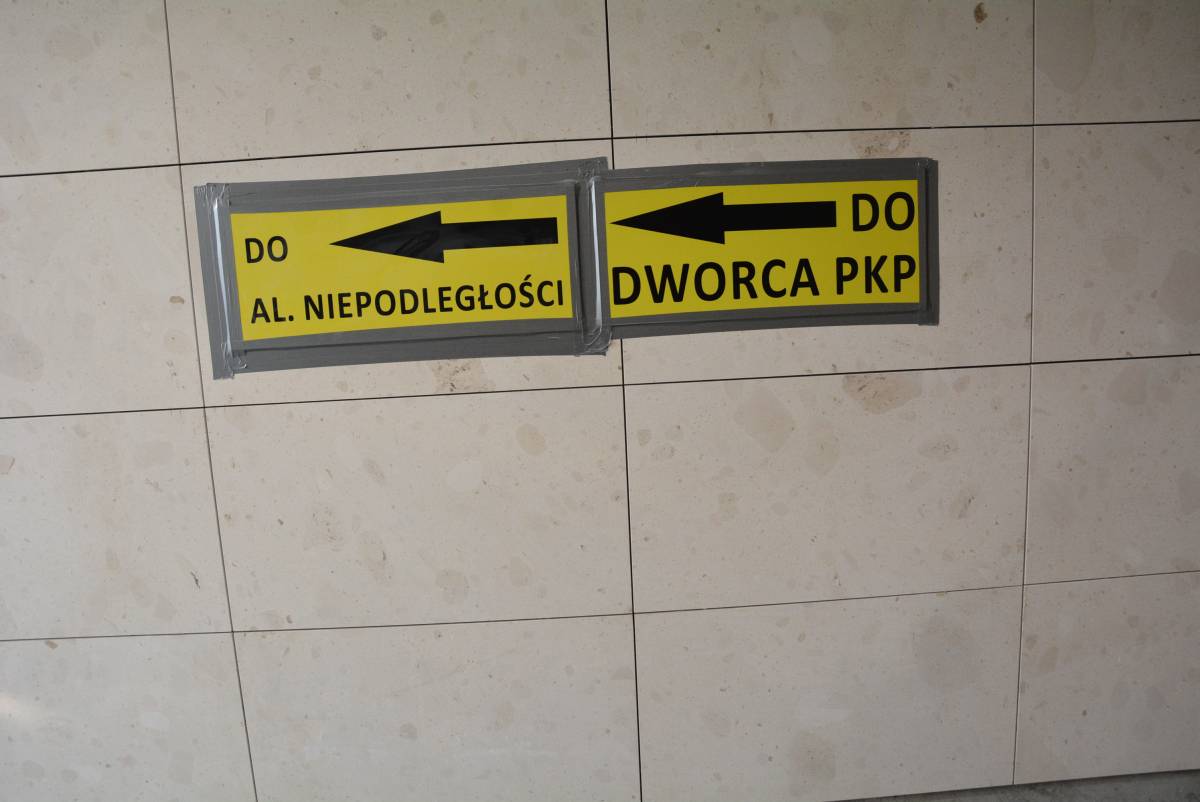 DO
AL. NIEPODLEGŁOŚCI
DO
DWORCA PKP